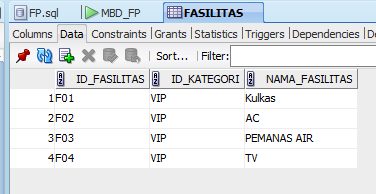 FP.sql MBD_FP FASILITAS
Columns Data Constraints Grants Statistics Triggers Dependencies
Sort... Filter:
ID_FASILITAS ID_KATEGORI NAMA_FASILITAS
1 F01 VIP Kulkas
2 F02 VIP AC
3 F03 VIP PEMANAS AIR
4 F04 VIP TV